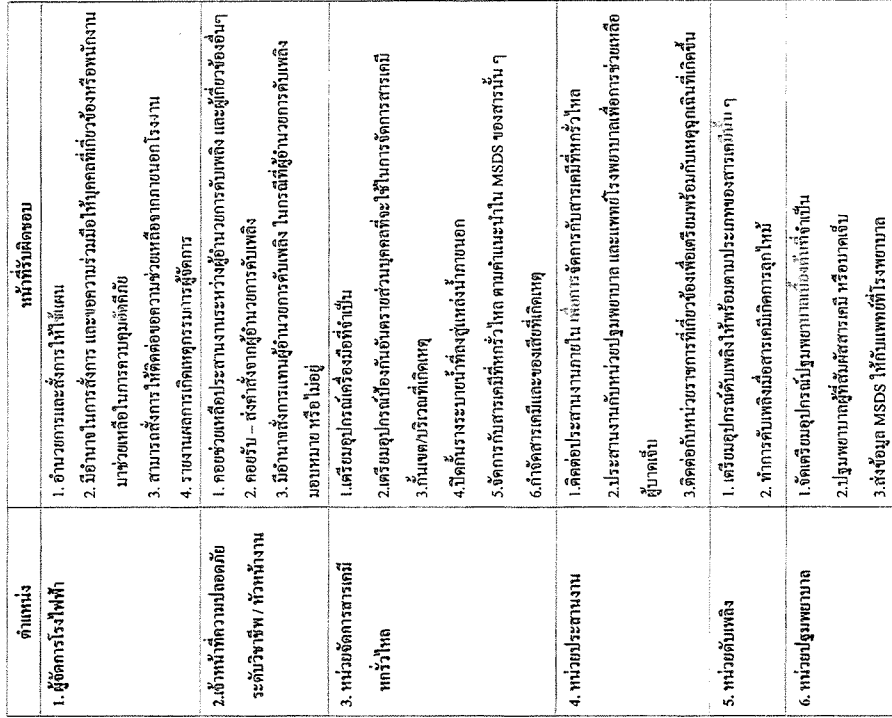 ตำแหน่ง
หน้าที่รับผิดชอบ
1. ผู้จัดการโรงไฟฟ้า
1. อำนวยการและสั่งการให้ใช้แผน
2. มีอำนาจในการสั่งการ และขอความร่วมมือให้บุคคลที่เกี่ยวข้องหรือพนักงาน
มาช่วยเหลือในการควบคุมอัคคีภัย
3. สามารถสั่งการให้ติดต่อขอความช่วยเหลือจากภายนอกโรงงาน
4. รายงานผลการเกิดเหตุกรรมการผู้จัดการ
2.เจ้าหน้าที่ความปลอดภัย
ระดับวิชาชีพ / หัวหน้างาน
1. คอยช่วยเหลือประสานงานระหว่างผู้อำนวยการดับเพลิง และผู้เกี่ยวข้องอื่นๆ
2. คอยรับ – ส่งคำสั่งจากผู้อำนวยการดับเพลิง
3. มีอำนาจสั่งการแทนผู้อำนวยการดับเพลิง ในกรณีที่ผู้อำนวยการดับเพลิง
มอบหมาย หรือไม่อยู่
3. หน่วยจัดการสารเคมี
หกรั่วไหล
1.เตรียมอุปกรณ์เครื่องมือที่จำเป็น
2.เตรียมอุปกรณ์ป้องกันอันตรายส่วนบุคคลที่จะใช้ในการจัดการสารเคมี
3.กั้นเขต/บริเวณที่เกิดเหตุ
4.ปิดกั้นรางระบายน้ำที่ลงสู่แหล่งน้ำภายนอก
5.จัดการกับสารเคมีที่หกรั่วไหล ตามคำแนะนำใน MSDS ของสารนั้น ๆ
6.กำจัดสารเคมีและของเสียที่เกิดเหตุ
4. หน่วยประสานงาน
1.ติดต่อประสานงานภายใน เพื่อการจัดการกับสารเคมีที่หกรั่วไหล
2.ประสานงานกับหน่วยปฐมพยาบาล และแพทย์โรงพยาบาลเพื่อการช่วยเหลือ
ผู้บาดเจ็บ
3.ติดต่อกับหน่วยราชการที่เกี่ยวข้องเพื่อเตรียมพร้อมกับเหตุฉุกเฉินที่เกิดขึ้น
5. หน่วยดับเพลิง
1. เตรียมอุปกรณ์ดับเพลิงให้พร้อมตามประเภทของสารเคมีนั้น ๆ
2. ทำการดับเพลิงเมื่อสารเคมีเกิดการลุกไหม้
6. หน่วยปฐมพยาบาล
1.จัดเตรียมอุปกรณ์ปฐมพยาบาลเบื้องต้นที่จำเป็น
2.ปฐมพยาบาลผู้ที่สัมผัสสารเคมี หรือบาดเจ็บ
3.ส่งข้อมูล MSDS ให้กับแพทย์ที่โรงพยาบาล